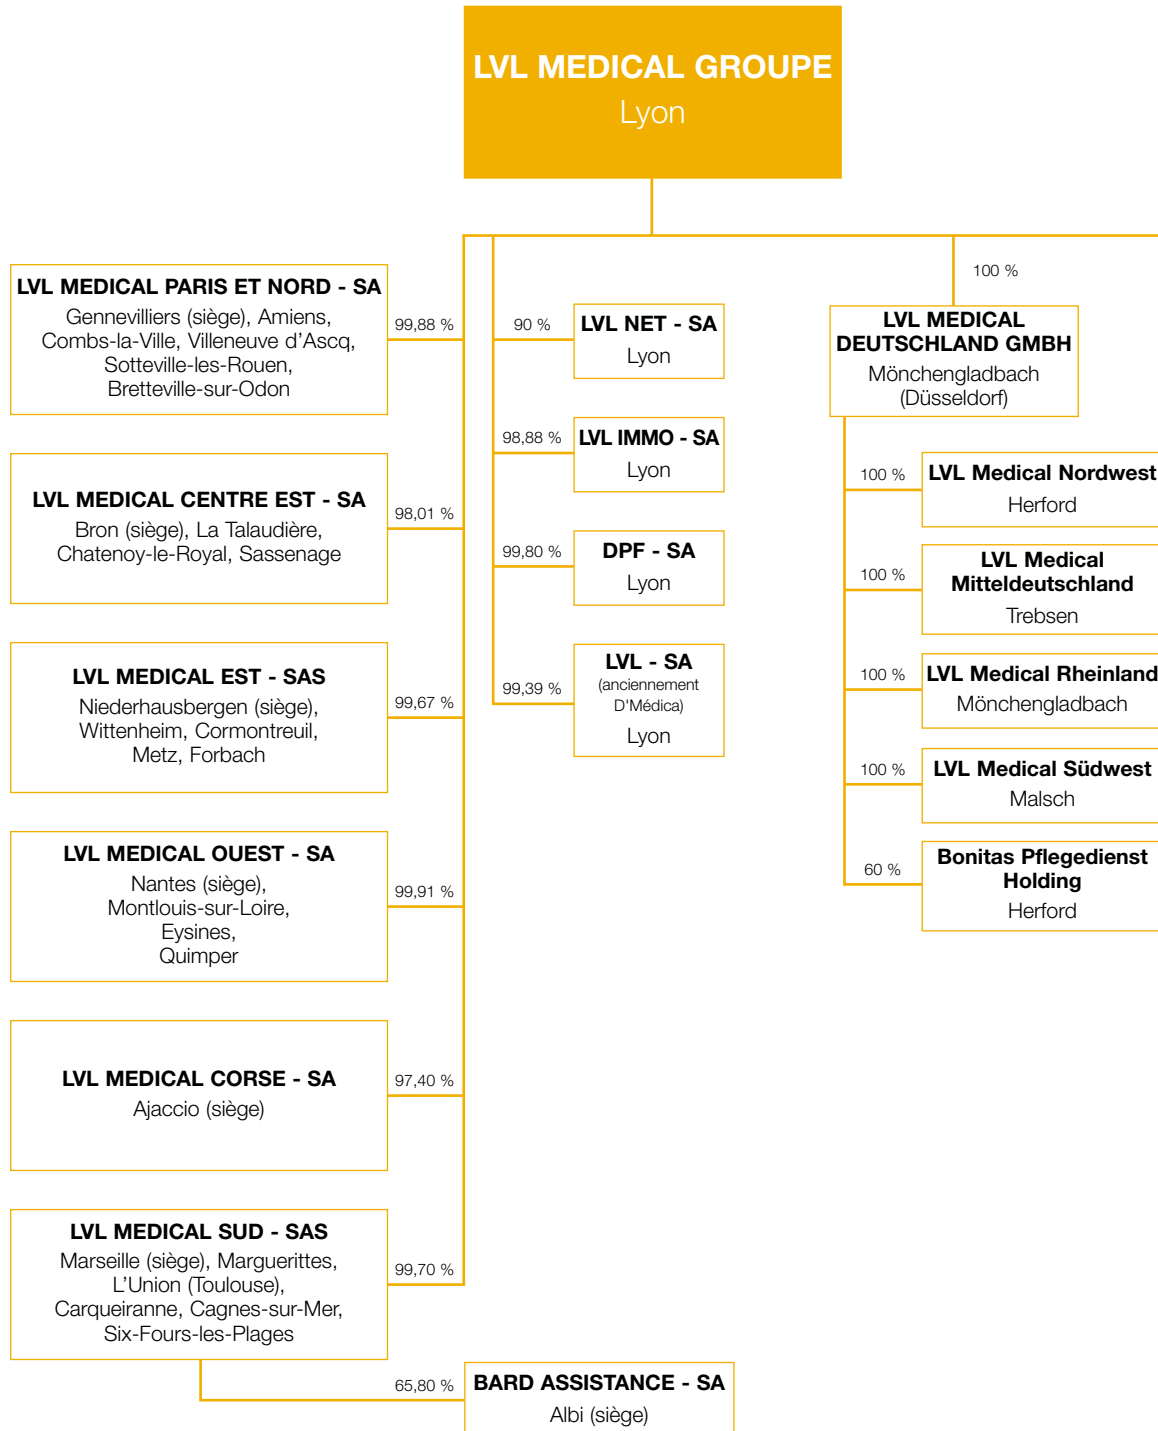 LVL MEDICAL GROUPE
Lyon
LVL MEDICAL PARIS ET NORD - SA
Gennevilliers (siège), Amiens,
Combs-la-Ville, Villeneuve d’Ascq,
Sotteville-les-Rouen,
Bretteville-sur-Odon
99,88 %
LVL MEDICAL CENTRE EST - SA
Bron (siège), La Talaudière,
Chatenoy-le-Royal, Sassenage
98,01 %
LVL MEDICAL EST - SAS
Niederhausbergen (siège),
Wittenheim, Cormontreuil,
Metz, Forbach
99,67 %
LVL MEDICAL OUEST - SA
Nantes (siège),
Montlouis-sur-Loire,
Eysines,
Quimper
99,91 %
LVL MEDICAL CORSE - SA
Ajaccio (siège)
97,40 %
LVL MEDICAL SUD - SAS
Marseille (siège), Marguerittes,
L’Union (Toulouse),
Carqueiranne, Cagnes-sur-Mer,
Six-Fours-les-Plages
99,70 %
65,80 %
BARD ASSISTANCE - SA
Albi (siège)
90 %
LVL NET - SA
Lyon
98,88 %
LVL IMMO - SA
Lyon
99,80 %
DPF - SA
Lyon
99,39 %
LVL - SA
(anciennement
D'Médica)
Lyon
100 %
LVL MEDICAL
DEUTSCHLAND GMBH
Mönchengladbach
(Düsseldorf)
100 %
LVL Medical Nordwest
Herford
100 %
LVL Medical
Mitteldeutschland
Trebsen
100 %
LVL Medical Rheinland
Mönchengladbach
100 %
LVL Medical Südwest
Malsch
60 %
Bonitas Pflegedienst
Holding
Herford